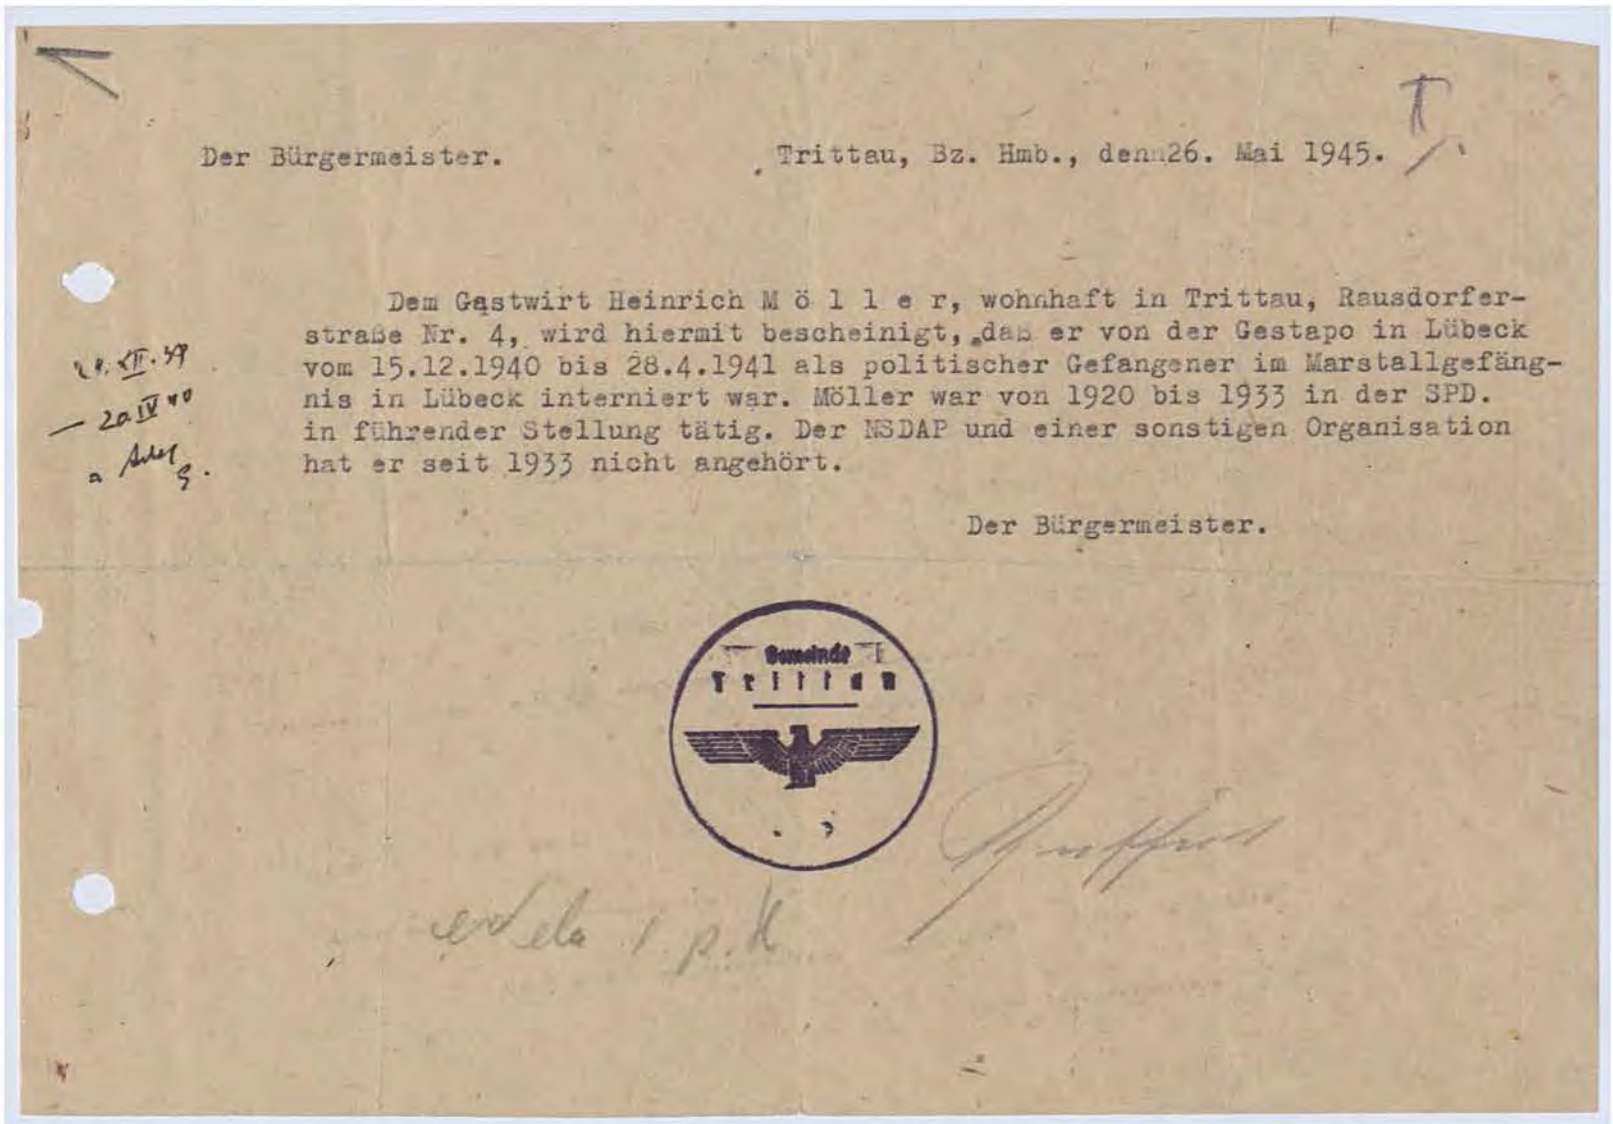 Der Bürgermeister.
Trittau, Bz. Hmb., den 26. Mai 1945.
Dem Gastwirt Heinrich M ö l l e r, wohnhaft in Trittau, Rausdorfer-
straße Nr. 4, wird hiermit bescheinigt, daß er von der Gestapo in Lübeck
vom 15.12.1940 bis 28.4.1941 als politischer Gefangener im Marstallgefäng-
nis in Lübeck interniert war. Möller war von 1920 bis 1933 in der SPD.
in führender Stellung tätig. Der NSDAP und einer sonstigen Organisation
hat er seit 1933 nicht angehört.
Der Bürgermeister.
Gemeinde
T r i t t a u